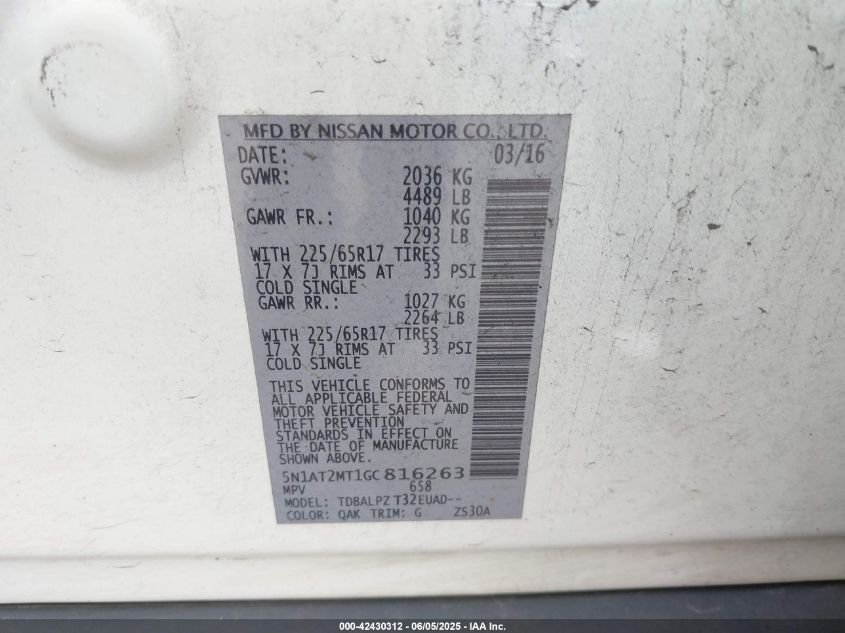 MFD BY NISSAN MOTOR CO., LTD.
DATE: 03/16
GVWR: 2036 KG
4489 LB
GAWR FR.: 1040 KG
2293 LB
WITH 225/65R17 TIRES
17 X 7J RIMS AT 33 PSI
COLD SINGLE
GAWR RR.: 1027 KG
2264 LB
WITH 225/65R17 TIRES
17 X 7J RIMS AT 33 PSI
COLD SINGLE
THIS VEHICLE CONFORMS TO
ALL APPLICABLE FEDERAL
MOTOR VEHICLE SAFETY AND
THEFT PREVENTION
STANDARDS IN EFFECT ON
THE DATE OF MANUFACTURE
SHOWN ABOVE.
5N1AT2MT1GC816263
MPV 658
MODEL: TDBALPZ T32EUAD--
COLOR: QAK TRIM: G ZS30A
000-42430312 - 06/05/2025 - IAA Inc.